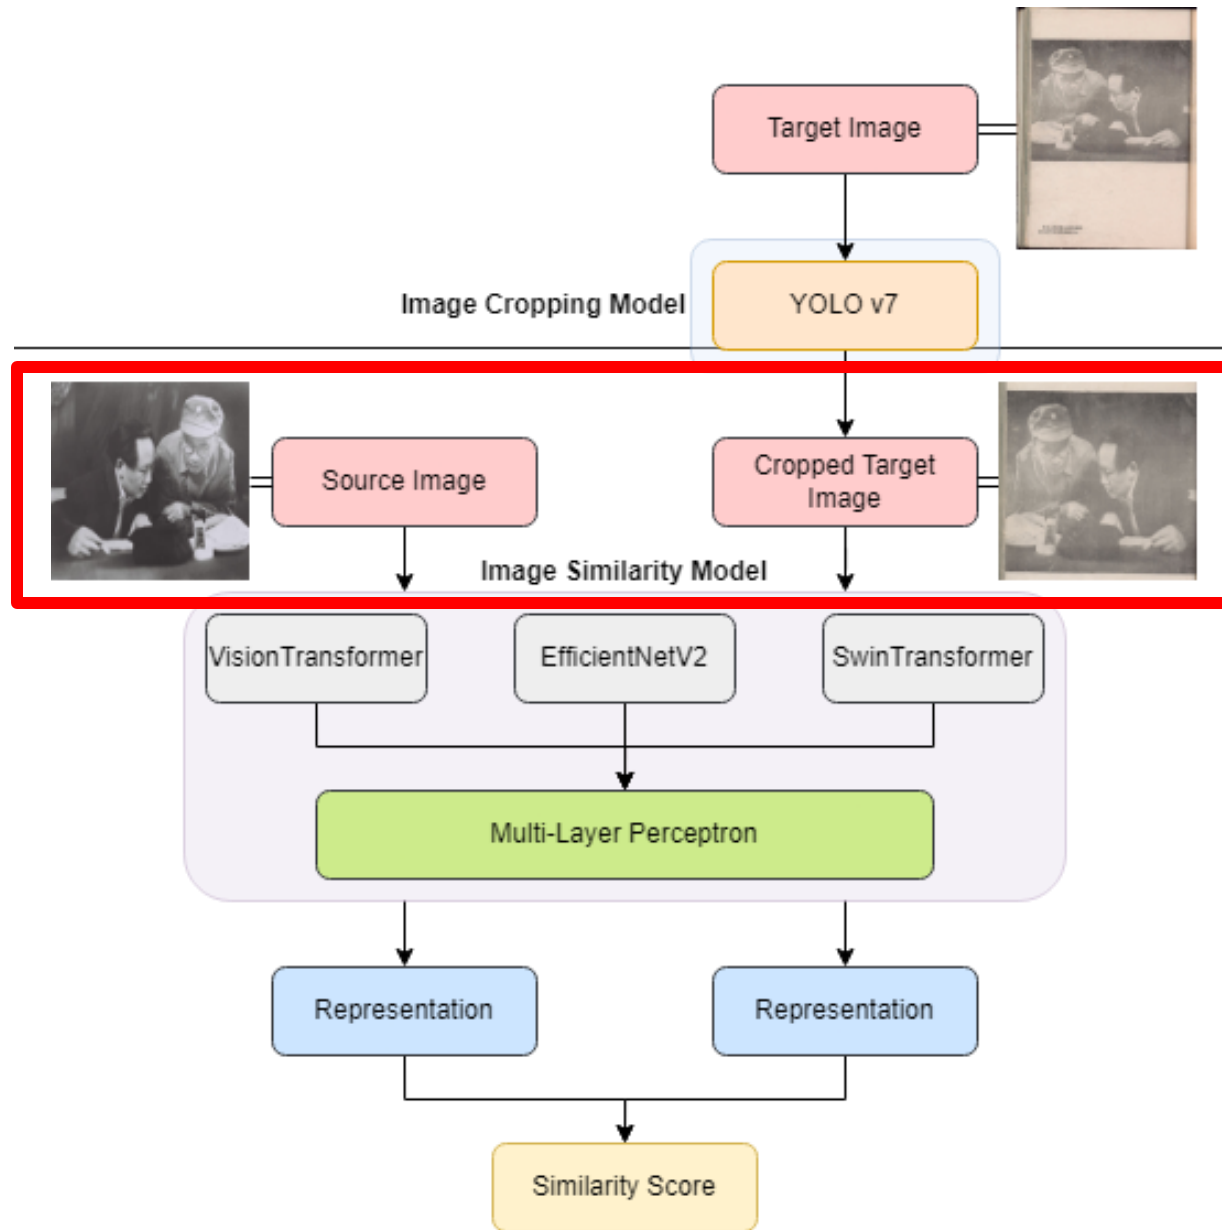 Target Image
Image Cropping Model
YOLO v7
Source Image
Cropped Target
Image
Image Similarity Model
VisionTransformer
EfficientNetV2
SwinTransformer
Multi-Layer Perceptron
Representation
Representation
Similarity Score